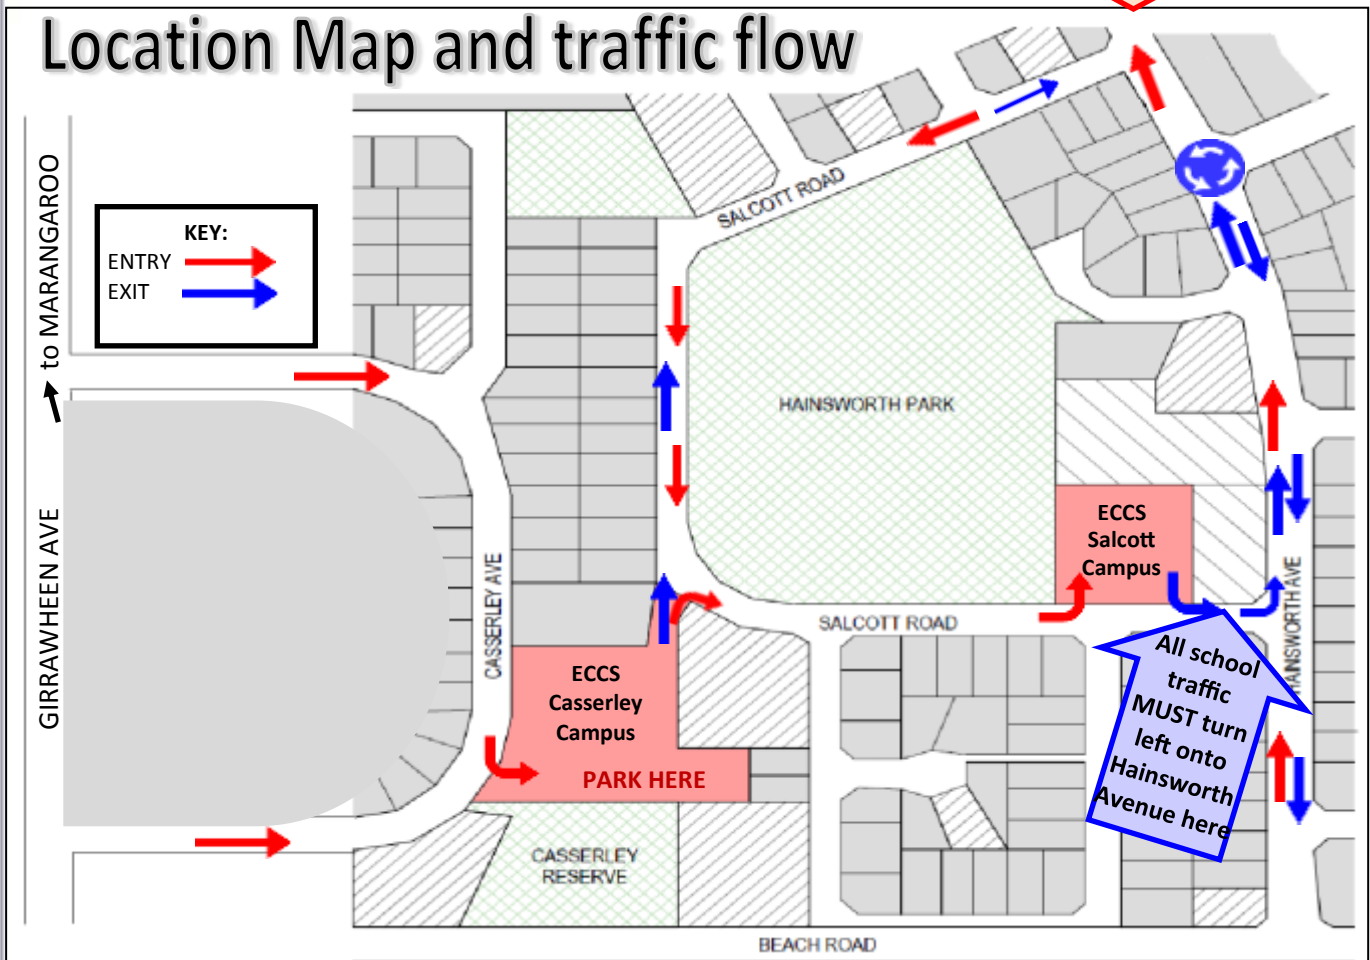 Location Map and traffic flow
to MARANGAROO
GIRRAWHEEN AVE
KEY:
ENTRY
EXIT
SALCOTT ROAD
HAINSWORTH PARK
CASSERLEY AVE
ECCS
Salcott
Campus
SALCOTT ROAD
HAINSWORTH AVE
ECCS
Casserley
Campus
PARK HERE
All school
traffic
MUST turn
left onto
Hainsworth
Avenue here
CASSERLEY
RESERVE
BEACH ROAD